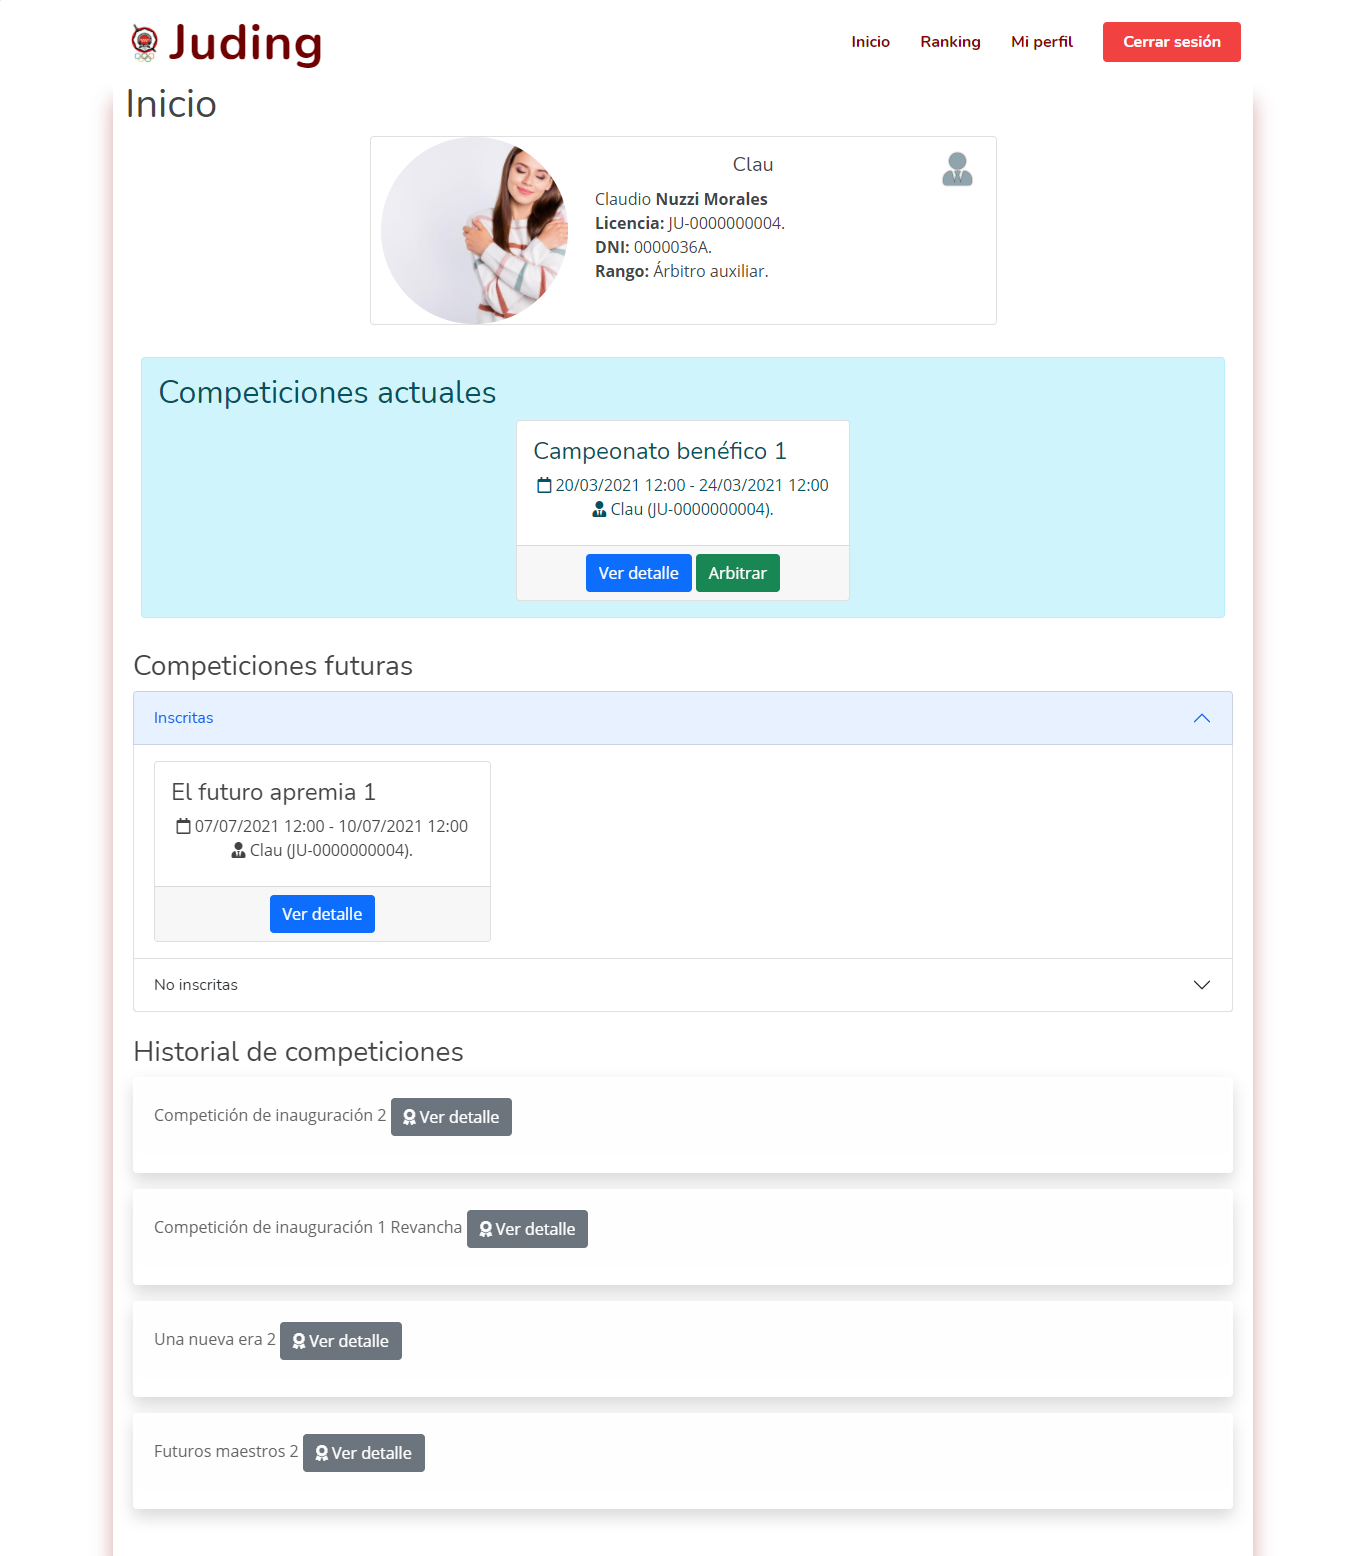 Juding
Inicio
Ranking
Mi perfil
Cerrar sesión
Inicio
Clau
Claudio Nuzzi Morales
Licencia: JU-0000000004.
DNI: 0000036A.
Rango: Árbitro auxiliar.
Competiciones actuales
Campeonato benéfico 1
20/03/2021 12:00 - 24/03/2021 12:00
Clau (JU-0000000004).
Ver detalle
Arbitrar
Competiciones futuras
Inscritas
El futuro apremia 1
07/07/2021 12:00 - 10/07/2021 12:00
Clau (JU-0000000004).
Ver detalle
No inscritas
Historial de competiciones
Competición de inauguración 2 Ver detalle
Competición de inauguración 1 Revancha Ver detalle
Una nueva era 2 Ver detalle
Futuros maestros 2 Ver detalle